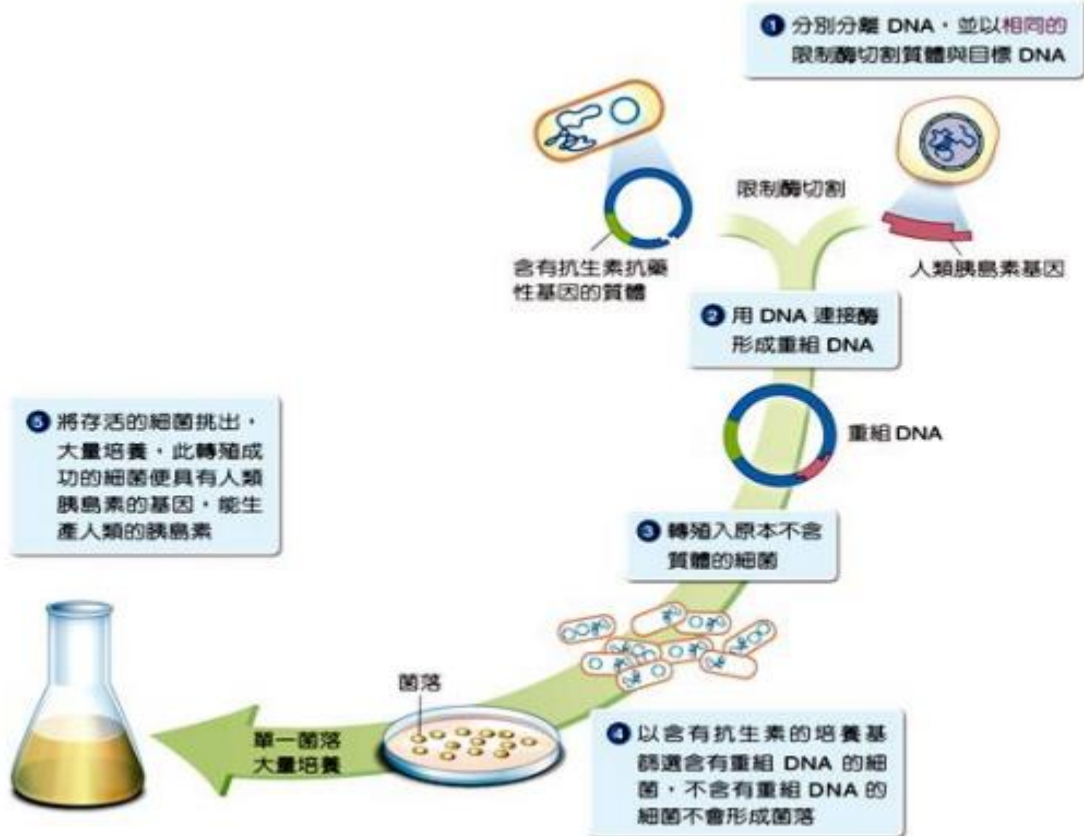 ❶ 分別分離 DNA，並以相同的
限制酶切割質體與目標 DNA
限制酶切割
含有抗生素抗藥
性基因的質體
人類胰島素基因
❷ 用 DNA 連接酶
形成重組 DNA
重組 DNA
❸ 轉殖入原本不含
質體的細菌
菌落
❹ 以含有抗生素的培養基
篩選含有重組 DNA 的細
菌，不含有重組 DNA 的
細菌不會形成菌落
單一菌落
大量培養
❺ 將存活的細菌挑出，
大量培養，此轉殖成
功的細菌便具有人類
胰島素的基因，能生
產人類的胰島素